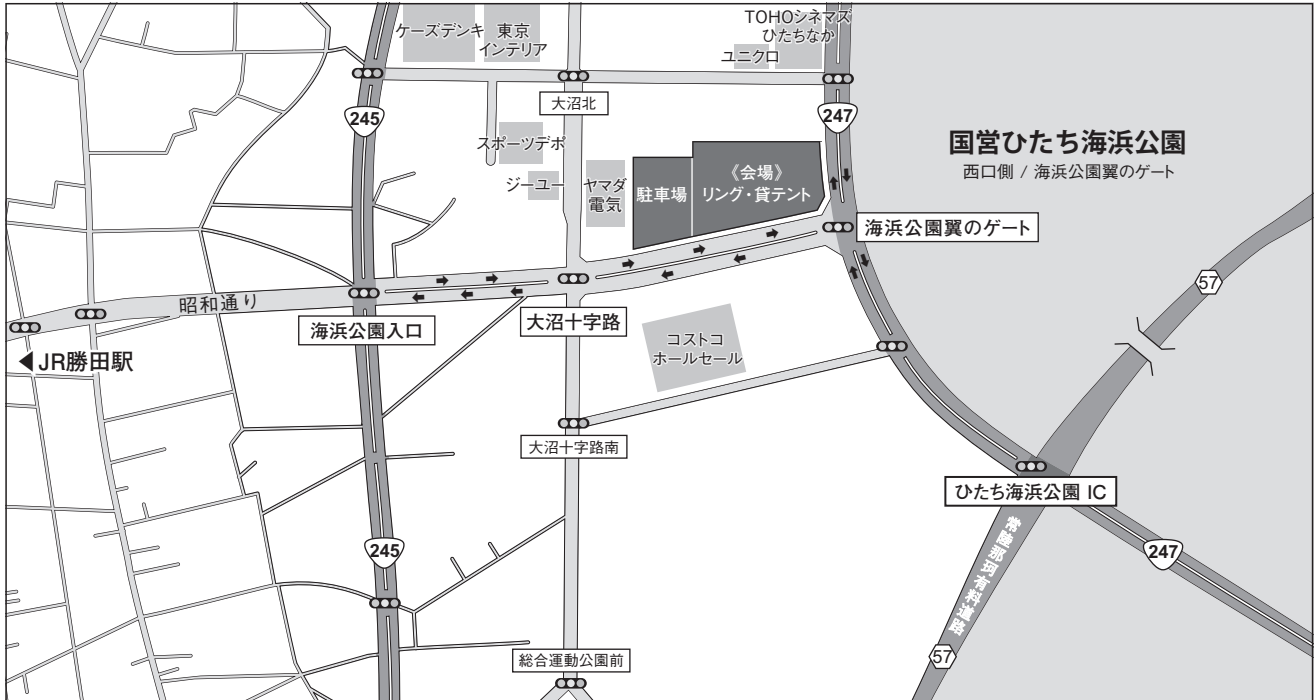 ケーズデンキ
東京
インテリア
TOHOシネマズ
ひたちなか
ユニクロ
大沼北
245
247
スポーツデポ
ジーユー
ヤマダ
電気
駐車場
《会場》
リング・貸テント
国営ひたち海浜公園
西口側 / 海浜公園翼のゲート
海浜公園翼のゲート
57
昭和通り
海浜公園入口
大沼十字路
コストコ
ホールセール
JR勝田駅
大沼十字路南
ひたち海浜公園 IC
常陸那珂有料道路
245
247
総合運動公園前
57